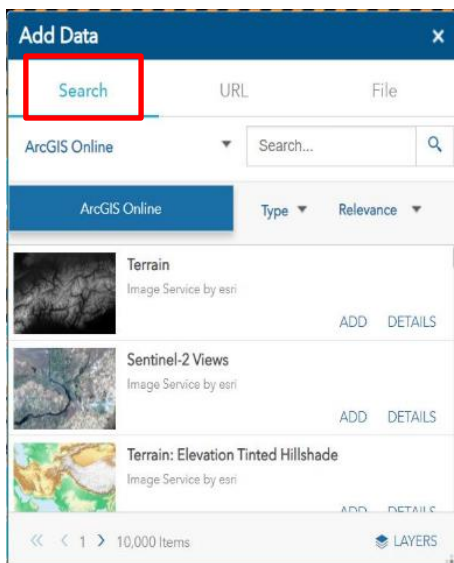 Add Data ×
Search URL File
ArcGIS Online Search...
ArcGIS Online Type Relevance
Terrain
Image Service by esri
ADD DETAILS
Sentinel-2 Views
Image Service by esri
ADD DETAILS
Terrain: Elevation Tinted Hillshade
Image Service by esri
ADD DETAILS
1 10,000 Items LAYERS